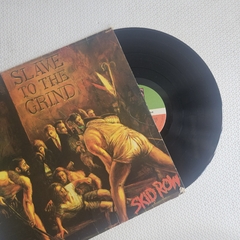 SLAVE
TO THE
GRIND
SKID ROW